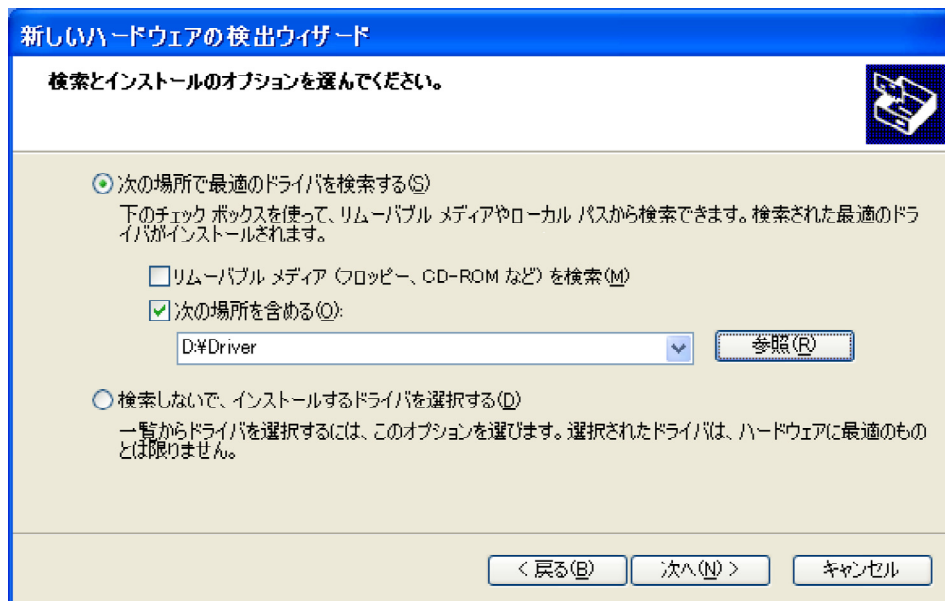 新しいハードウェアの検出ウィザード
検索とインストールのオプションを選んでください。
次の場所で最適のドライバを検索する(S)
下のチェック ボックスを使って、リムーバブル メディアやローカル パスから検索できます。検索された最適のドラ
イバがインストールされます。
リムーバブル メディア (フロッピー、CD-ROM など) を検索(M)
次の場所を含める(O):
D:¥Driver
参照(R)
検索しないで、インストールするドライバを選択する(D)
一覧からドライバを選択するには、このオプションを選びます。選択されたドライバは、ハードウェアに最適のもの
とは限りません。
< 戻る(B)
次へ(N) >
キャンセル